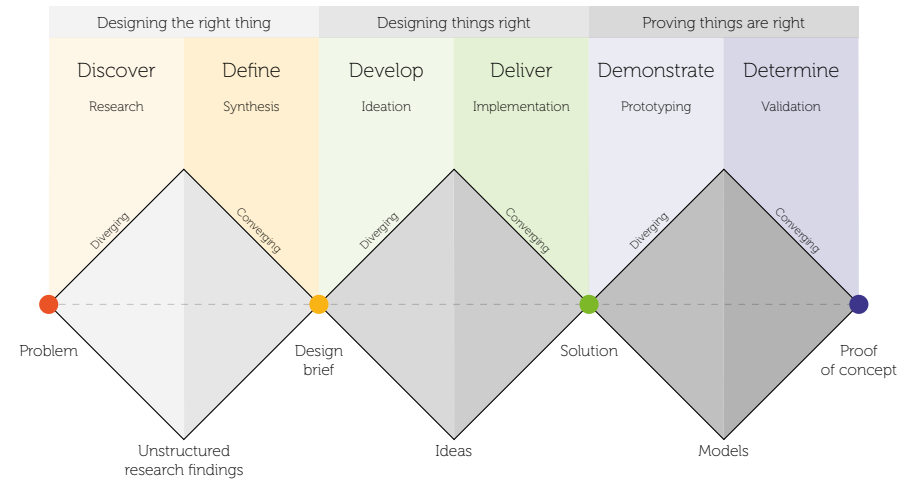 Designing the right thing
Designing things right
Proving things are right
Discover
Define
Develop
Deliver
Demonstrate
Determine
Research
Synthesis
Ideation
Implementation
Prototyping
Validation
Diverging
Converging
Diverging
Converging
Diverging
Converging
Problem
Design
brief
Solution
Proof
of concept
Unstructured
research findings
Ideas
Models